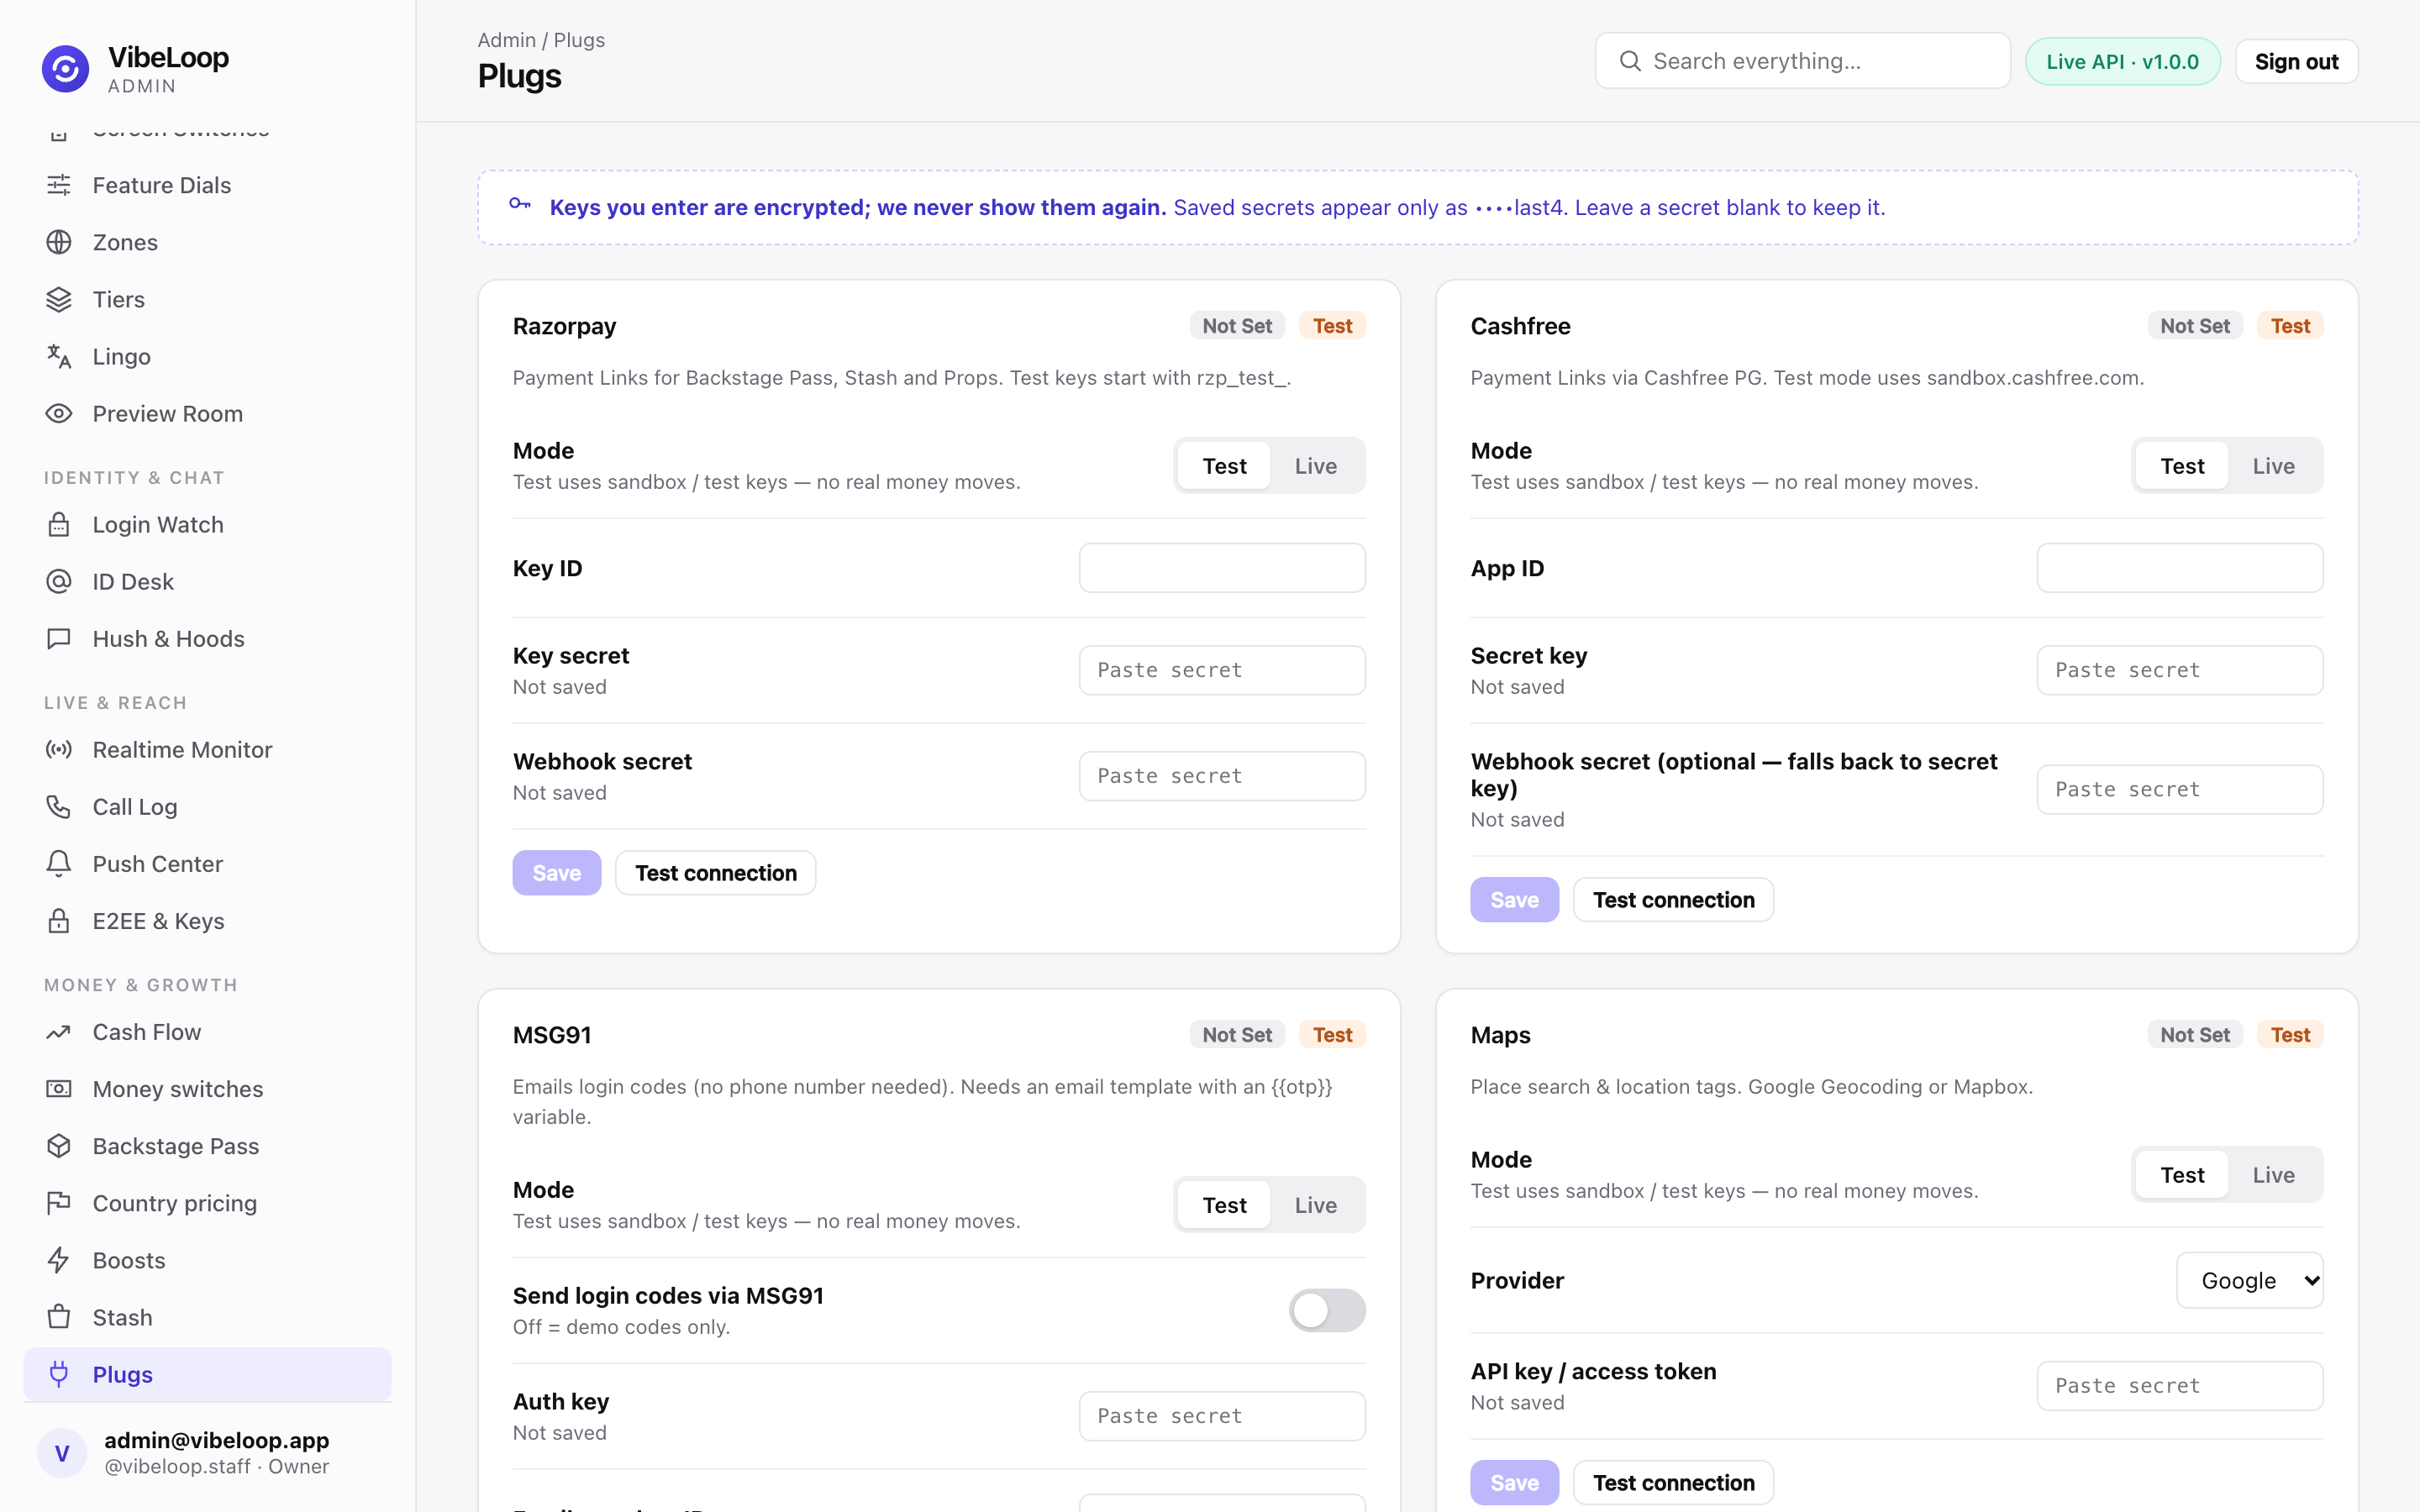 VibeLoop
ADMIN
Screen Switches
Feature Dials
Zones
Tiers
Lingo
Preview Room
IDENTITY & CHAT
Login Watch
ID Desk
Hush & Hoods
LIVE & REACH
Realtime Monitor
Call Log
Push Center
E2EE & Keys
MONEY & GROWTH
Cash Flow
Money switches
Backstage Pass
Country pricing
Boosts
Stash
Plugs
V
admin@vibeloop.app
@vibeloop.staff · Owner
Admin / Plugs
Plugs
Search everything...
Live API · v1.0.0
Sign out
Keys you enter are encrypted; we never show them again. Saved secrets appear only as ••••last4. Leave a secret blank to keep it.
Razorpay
Not Set
Test
Payment Links for Backstage Pass, Stash and Props. Test keys start with rzp_test_.
Mode
Test uses sandbox / test keys — no real money moves.
Test
Live
Key ID
Key secret
Not saved
Paste secret
Webhook secret
Not saved
Paste secret
Save
Test connection
Cashfree
Not Set
Test
Payment Links via Cashfree PG. Test mode uses sandbox.cashfree.com.
Mode
Test uses sandbox / test keys — no real money moves.
Test
Live
App ID
Secret key
Not saved
Paste secret
Webhook secret (optional — falls back to secret
key)
Not saved
Paste secret
Save
Test connection
MSG91
Not Set
Test
Emails login codes (no phone number needed). Needs an email template with an {{otp}}
variable.
Mode
Test uses sandbox / test keys — no real money moves.
Test
Live
Send login codes via MSG91
Off = demo codes only.
Auth key
Not saved
Paste secret
Maps
Not Set
Test
Place search & location tags. Google Geocoding or Mapbox.
Mode
Test uses sandbox / test keys — no real money moves.
Test
Live
Provider
Google
API key / access token
Not saved
Paste secret
Save
Test connection